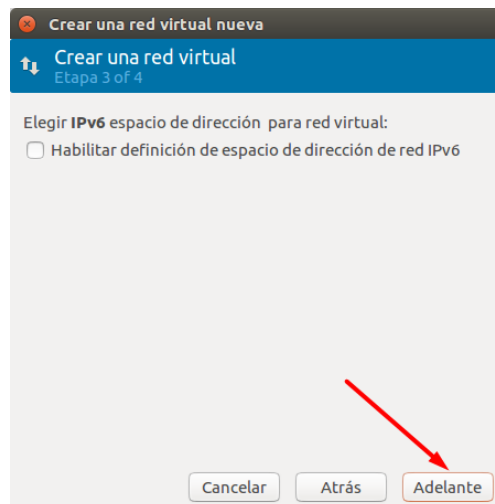 Crear una red virtual nueva
Crear una red virtual
Etapa 3 of 4
Elegir IPv6 espacio de dirección para red virtual:
Habilitar definición de espacio de dirección de red IPv6
Cancelar Atrás Adelante